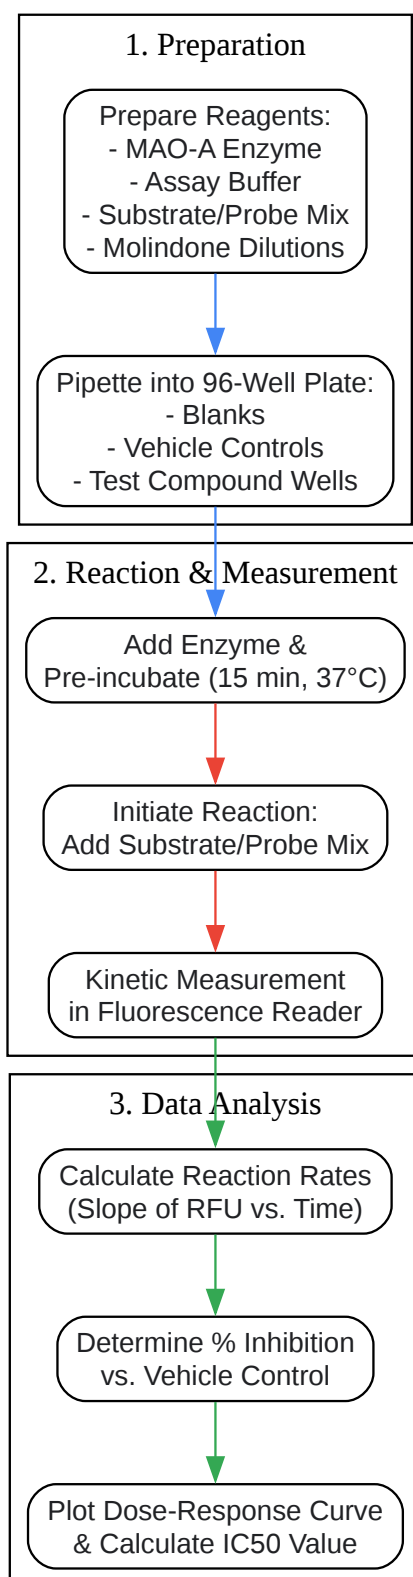 1. Preparation
Prepare Reagents:
- MAO-A Enzyme
- Assay Buffer
- Substrate/Probe Mix
- Molindone Dilutions
Pipette into 96-Well Plate:
- Blanks
- Vehicle Controls
- Test Compound Wells
2. Reaction & Measurement
Add Enzyme &
Pre-incubate (15 min, 37°C)
Initiate Reaction:
Add Substrate/Probe Mix
Kinetic Measurement
in Fluorescence Reader
3. Data Analysis
Calculate Reaction Rates
(Slope of RFU vs. Time)
Determine % Inhibition
vs. Vehicle Control
Plot Dose-Response Curve
& Calculate IC50 Value